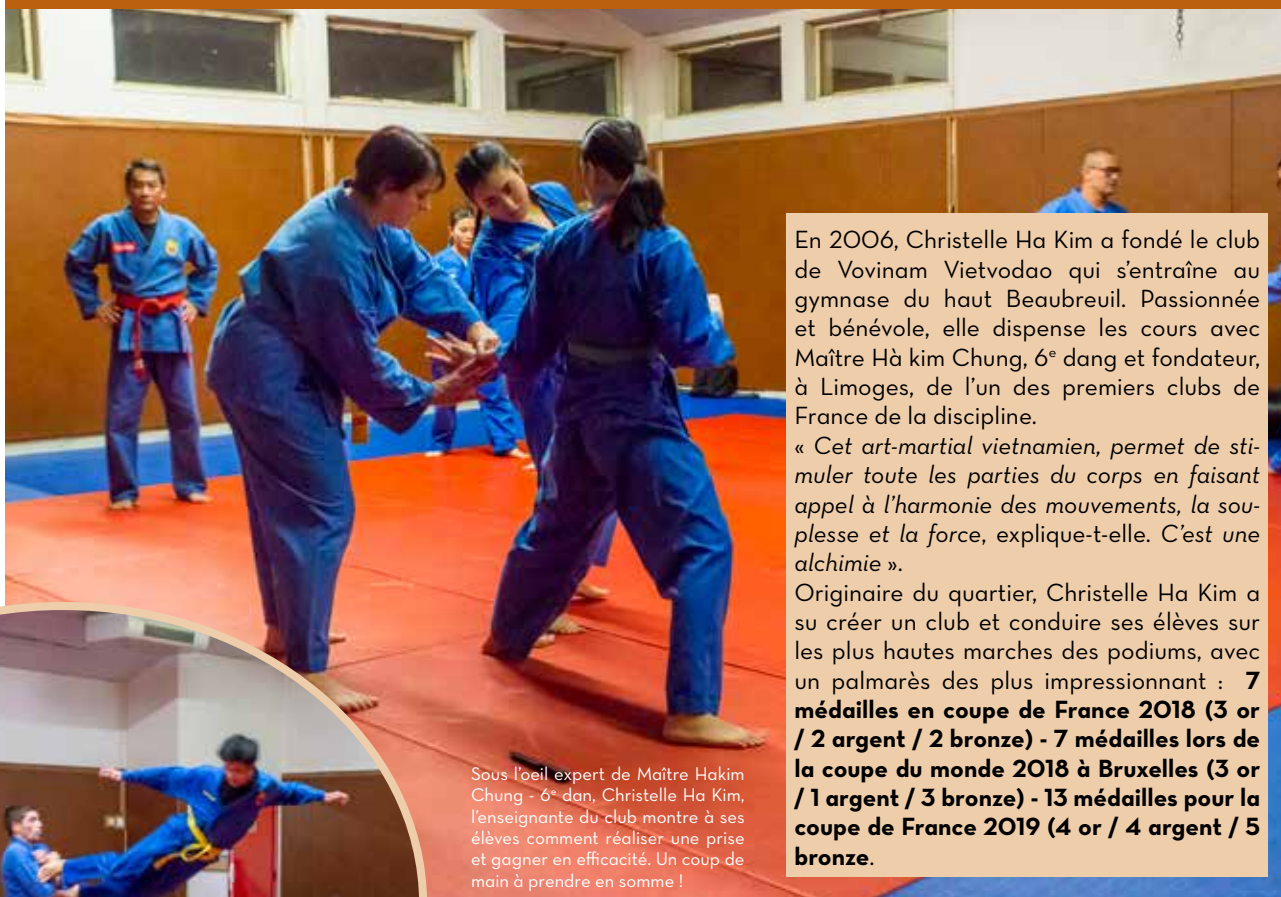 En 2006, Christelle Ha Kim a fondé le club
de Vovinam Vietvodao qui s'entraîne au
gymnase du haut Beaubreuil. Passionnée
et bénévole, elle dispense les cours avec
Maître Hà kim Chung, 6e dang et fondateur,
à Limoges, de l'un des premiers clubs de
France de la discipline.
« Cet art-martial vietnamien, permet de sti-
muler toute les parties du corps en faisant
appel à l'harmonie des mouvements, la sou-
plesse et la force, explique-t-elle. C'est une
alchimie ».
Originaire du quartier, Christelle Ha Kim a
su créer un club et conduire ses élèves sur
les plus hautes marches des podiums, avec
un palmarès des plus impressionnant : 7
médailles en coupe de France 2018 (3 or
/ 2 argent / 2 bronze) - 7 médailles lors de
la coupe du monde 2018 à Bruxelles (3 or
/ 1 argent / 3 bronze) - 13 médailles pour la
coupe de France 2019 (4 or / 4 argent / 5
bronze.
Sous l'oeil expert de Maître Hakim
Chung - 6e dan, Christelle Ha Kim,
l'enseignante du club montre à ses
élèves comment réaliser une prise
et gagner en efficacité. Un coup de
main à prendre en somme !